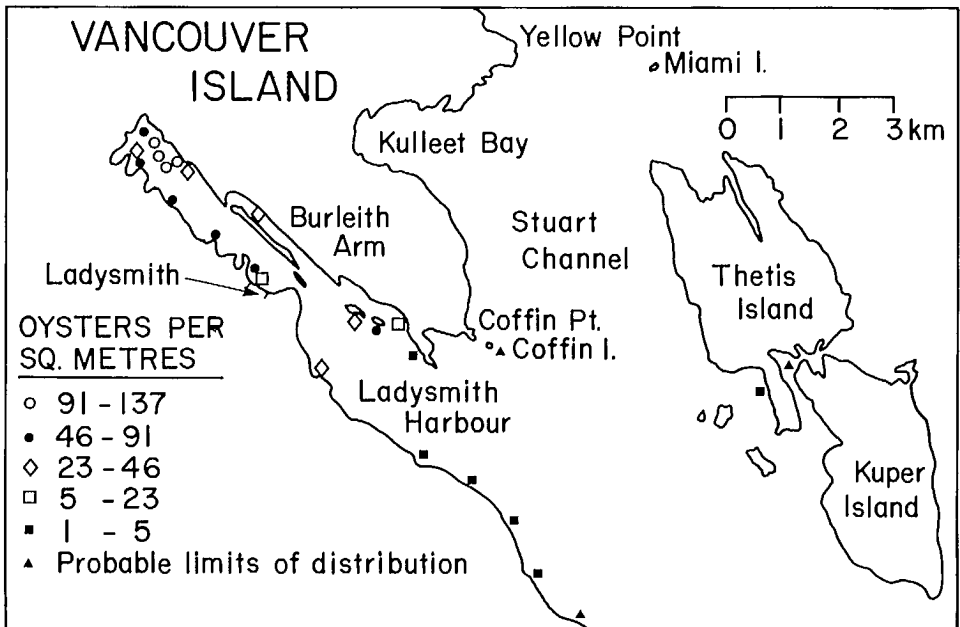 VANCOUVER
ISLAND
Yellow Point
Miami I.
0 1 2 3 km
Kulleet Bay
Burleith
Arm
Stuart
Channel
Ladysmith
Thetis
Island
Coffin Pt.
Coffin I.
Ladysmith
Harbour
Kuper
Island
OYSTERS PER
SQ. METRES
91 - 137
46 - 91
23 - 46
5 - 23
1 - 5
Probable limits of distribution